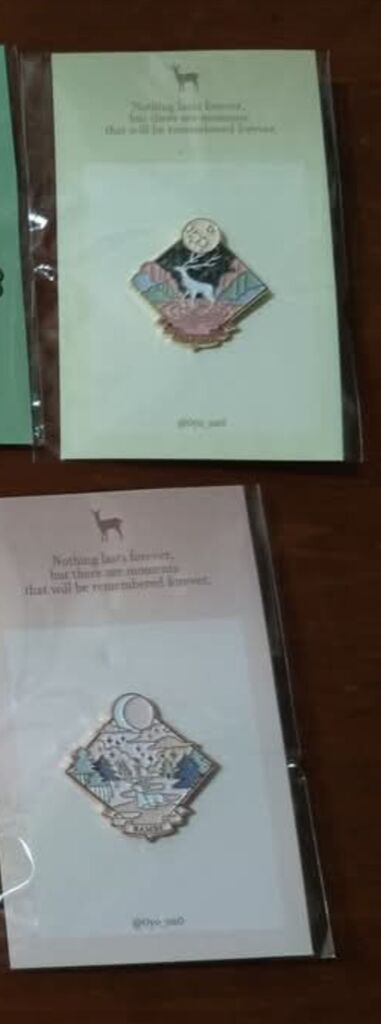 Nothing lasts forever,
but there are moments
that will be remembered forever.
Nothing lasts forever,
but there are moments
that will be remembered forever.
BAMBI